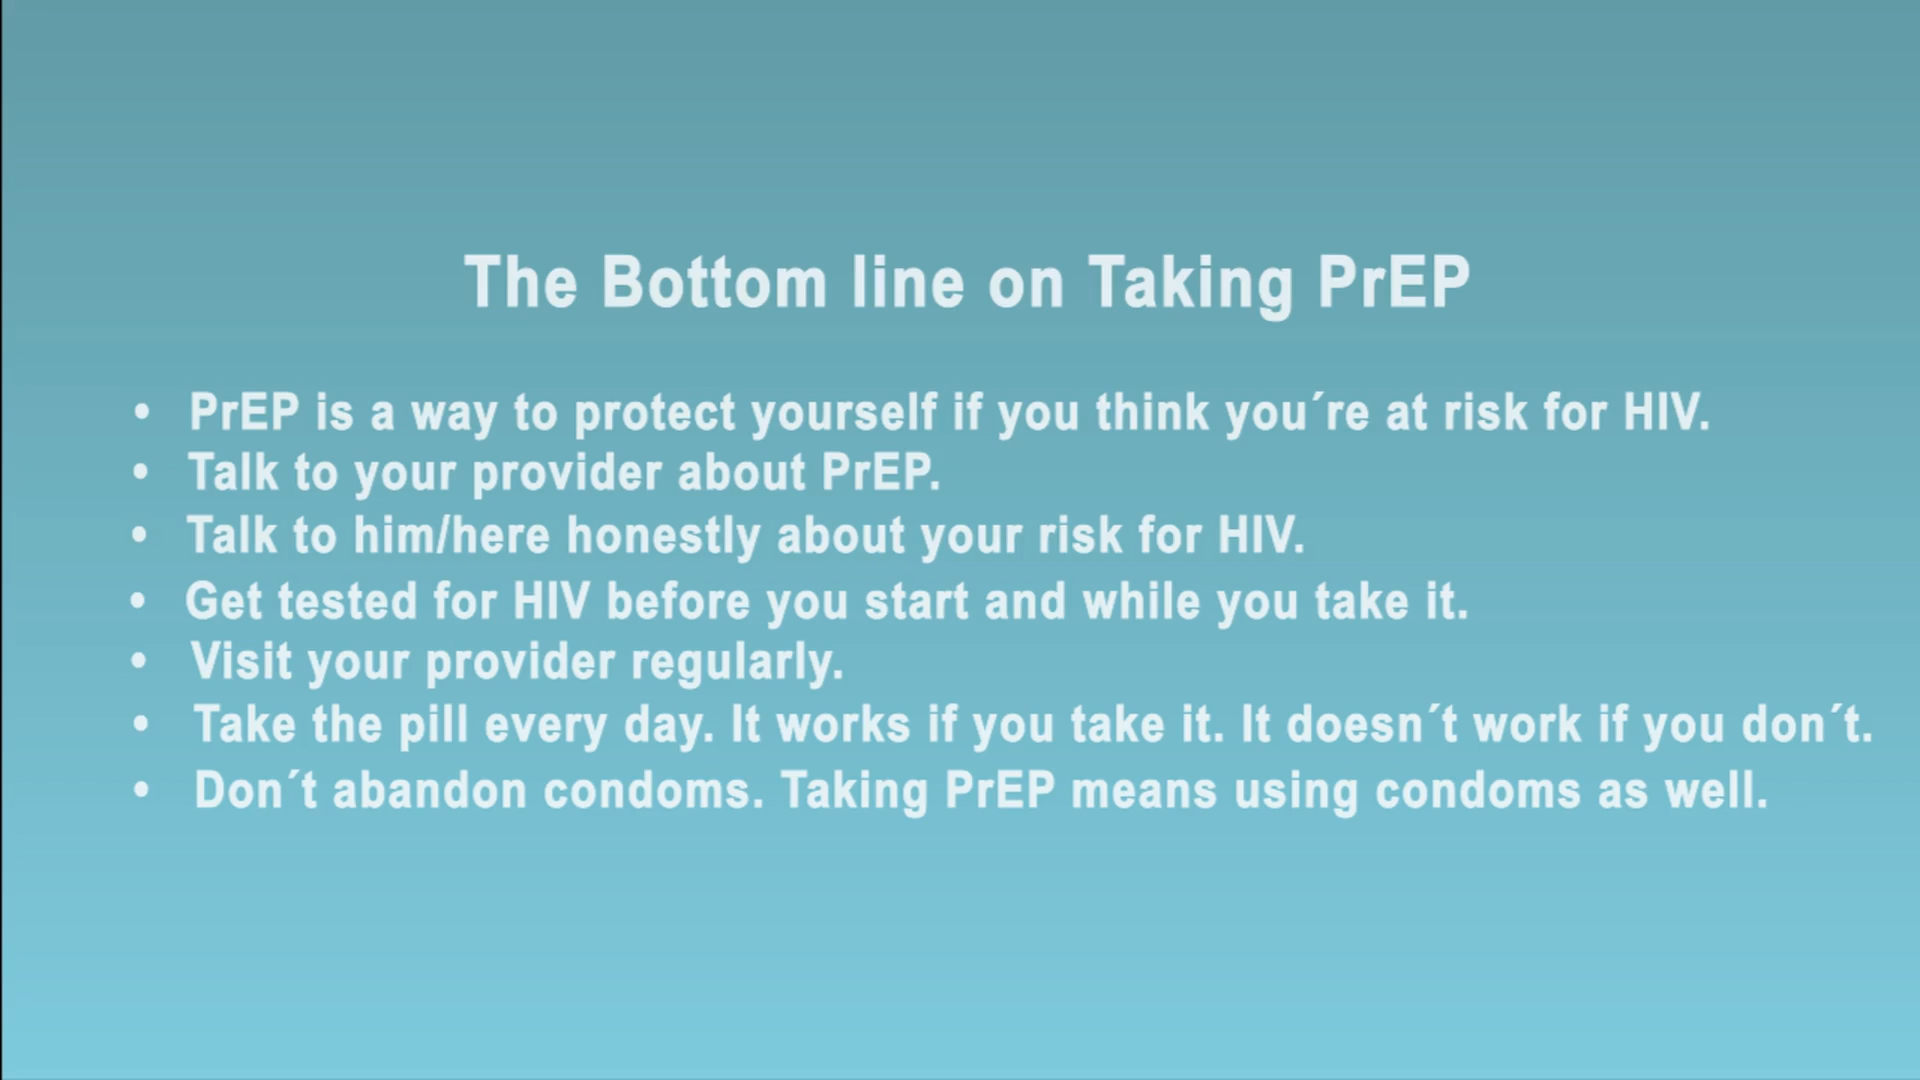 The Bottom line on Taking PrEP
• PrEP is a way to protect yourself if you think you´re at risk for HIV.
• Talk to your provider about PrEP.
• Talk to him/here honestly about your risk for HIV.
• Get tested for HIV before you start and while you take it.
• Visit your provider regularly.
• Take the pill every day. It works if you take it. It doesn´t work if you don´t.
• Don´t abandon condoms. Taking PrEP means using condoms as well.